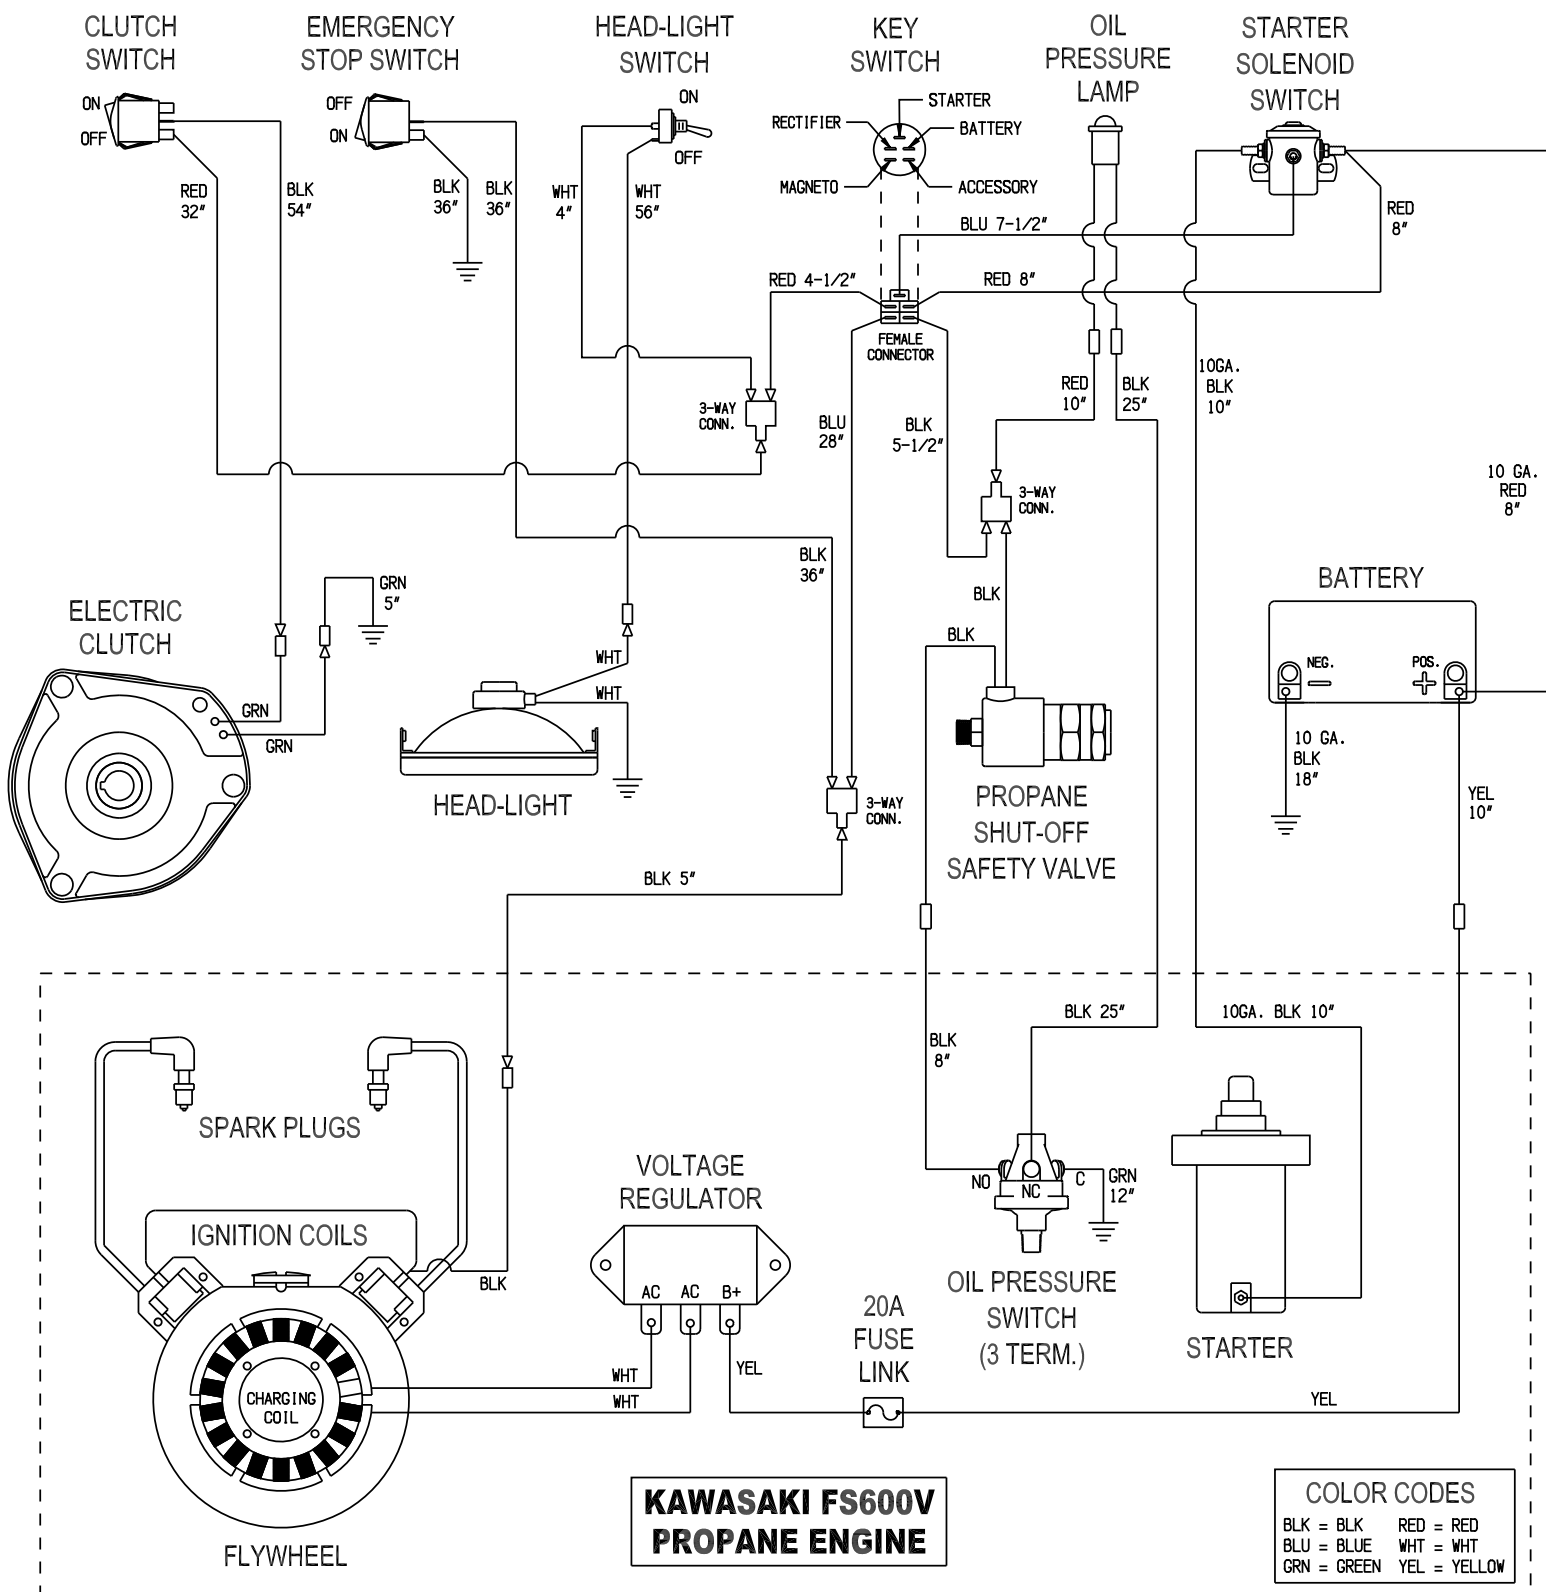 CLUTCH
SWITCH
EMERGENCY
STOP SWITCH
HEAD-LIGHT
SWITCH
KEY
SWITCH
OIL
PRESSURE
LAMP
STARTER
SOLENOID
SWITCH
ON
OFF
OFF
ON
ON
OFF
STARTER
RECTIFIER
BATTERY
MAGNETO
ACCESSORY
RED
32"
BLK
54"
BLK
36"
BLK
36"
WHT
4"
WHT
56"
BLU 7-1/2"
RED
8"
RED 4-1/2"
RED 8"
FEMALE
CONNECTOR
3-WAY
CONN.
BLU
28"
BLK
5-1/2"
RED
10"
BLK
25"
10GA.
BLK
10"
3-WAY
CONN.
10 GA.
RED
8"
BLK
36"
BLK
BLK
GRN
5"
ELECTRIC
CLUTCH
BATTERY
NEG.
POS.
WHT
WHT
GRN
GRN
10 GA.
BLK
18"
YEL
10"
HEAD-LIGHT
3-WAY
CONN.
PROPANE
SHUT-OFF
SAFETY VALVE
BLK 5"
BLK 25"
10GA. BLK 10"
BLK
8"
SPARK PLUGS
VOLTAGE
REGULATOR
NO
NC
C
GRN
12"
IGNITION COILS
BLK
AC
AC
B+
OIL PRESSURE
SWITCH
(3 TERM.)
20A
FUSE
LINK
STARTER
WHT
WHT
YEL
YEL
CHARGING
COIL
FLYWHEEL
KAWASAKI FS600V
PROPANE ENGINE
COLOR CODES
BLK = BLK RED = RED
BLU = BLUE WHT = WHT
GRN = GREEN YEL = YELLOW